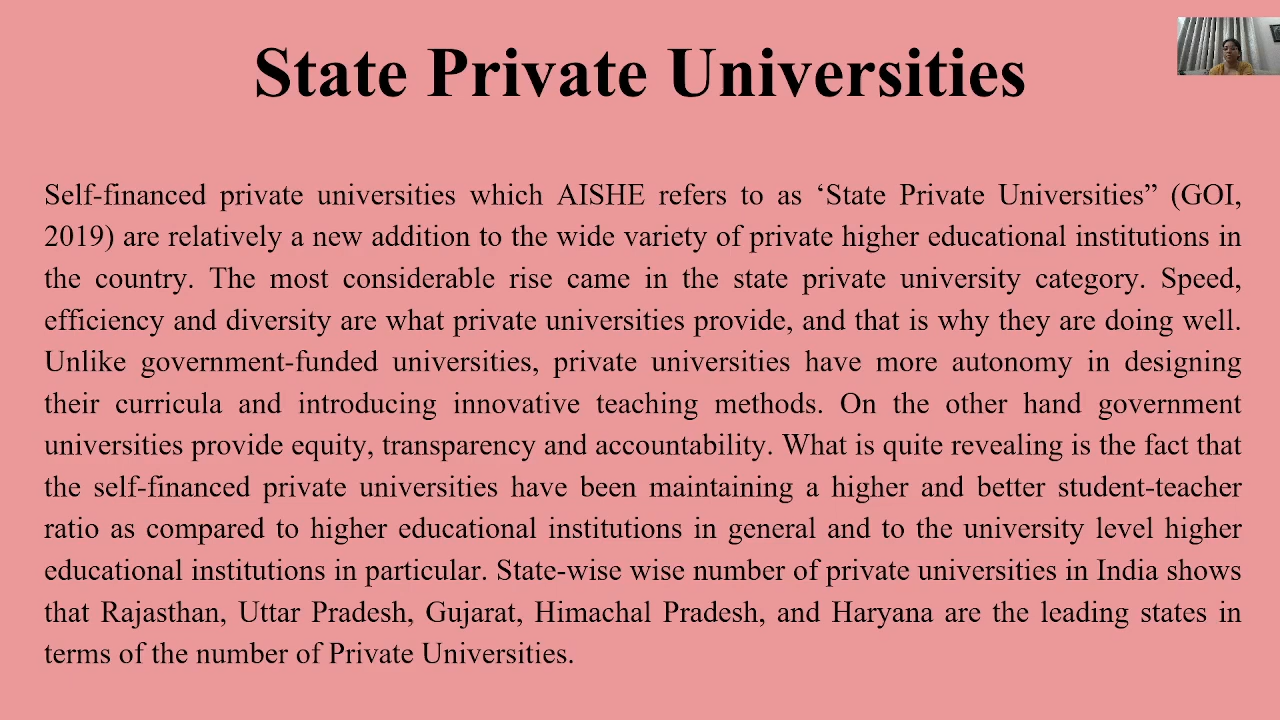 State Private Universities
Self-financed private universities which AISHE refers to as ‘State Private Universities” (GOI,
2019) are relatively a new addition to the wide variety of private higher educational institutions in
the country. The most considerable rise came in the state private university category. Speed,
efficiency and diversity are what private universities provide, and that is why they are doing well.
Unlike government-funded universities, private universities have more autonomy in designing
their curricula and introducing innovative teaching methods. On the other hand government
universities provide equity, transparency and accountability. What is quite revealing is the fact that
the self-financed private universities have been maintaining a higher and better student-teacher
ratio as compared to higher educational institutions in general and to the university level higher
educational institutions in particular. State-wise wise number of private universities in India shows
that Rajasthan, Uttar Pradesh, Gujarat, Himachal Pradesh, and Haryana are the leading states in
terms of the number of Private Universities.